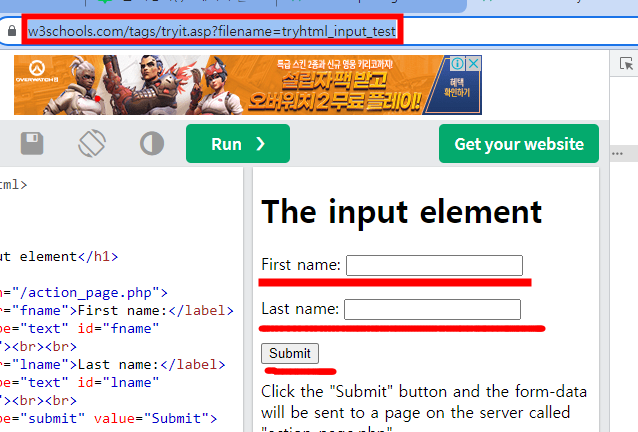 w3schools.com/tags/tryit.asp?filename=tryhtml_input_test
OVERWATCH 2
특급 스킨 2종과 신규 영웅 키리코까지!
설립자 팩 받고
오버워치 2 무료 플레이!
혜택
확인하기
Run ❯
Get your website
tml>
ut element</h1>
n="/action_page.php">
r="fname">First name:</label>
pe="text" id="fname"
"><br><br>
r="lname">Last name:</label>
pe="text" id="lname"
"><br><br>
pe="submit" value="Submit">
The input element
First name:
Last name:
Submit
Click the "Submit" button and the form-data
will be sent to a page on the server called
"action_page.php".